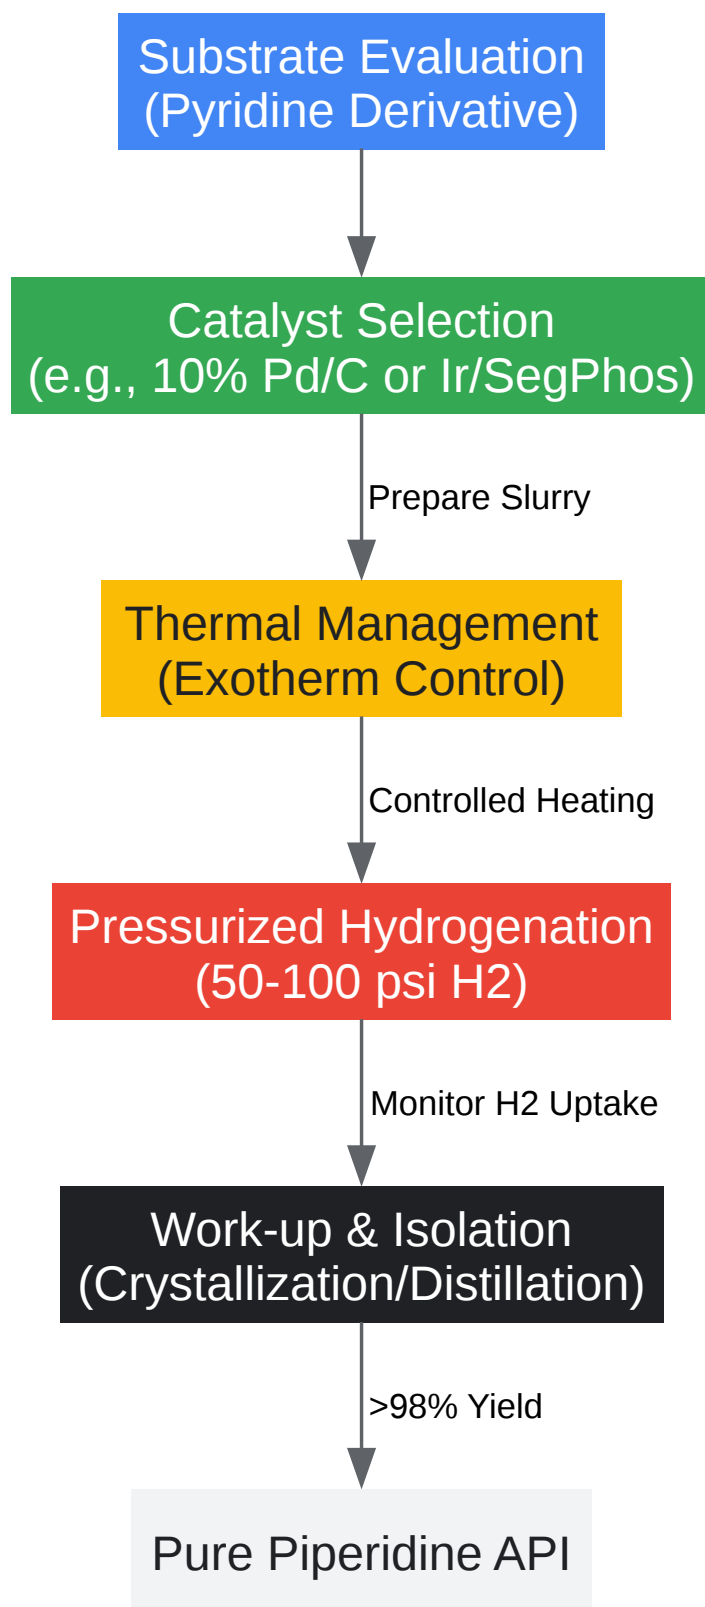 Substrate Evaluation
(Pyridine Derivative)
Catalyst Selection
(e.g., 10% Pd/C or Ir/SegPhos)
Prepare Slurry
Thermal Management
(Exotherm Control)
Controlled Heating
Pressurized Hydrogenation
(50-100 psi H2)
Monitor H2 Uptake
Work-up & Isolation
(Crystallization/Distillation)
>98% Yield
Pure Piperidine API